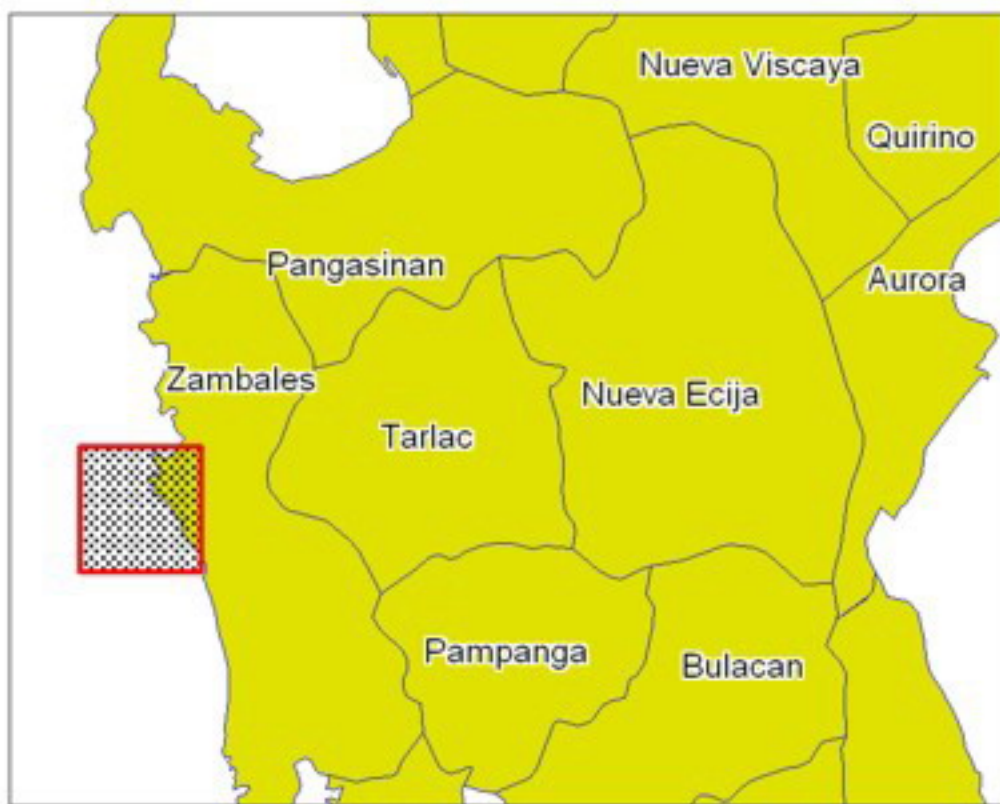 Nueva Viscaya
Quirino
Pangasinan
Aurora
Zambales
Nueva Ecija
Tarlac
Pampanga
Bulacan